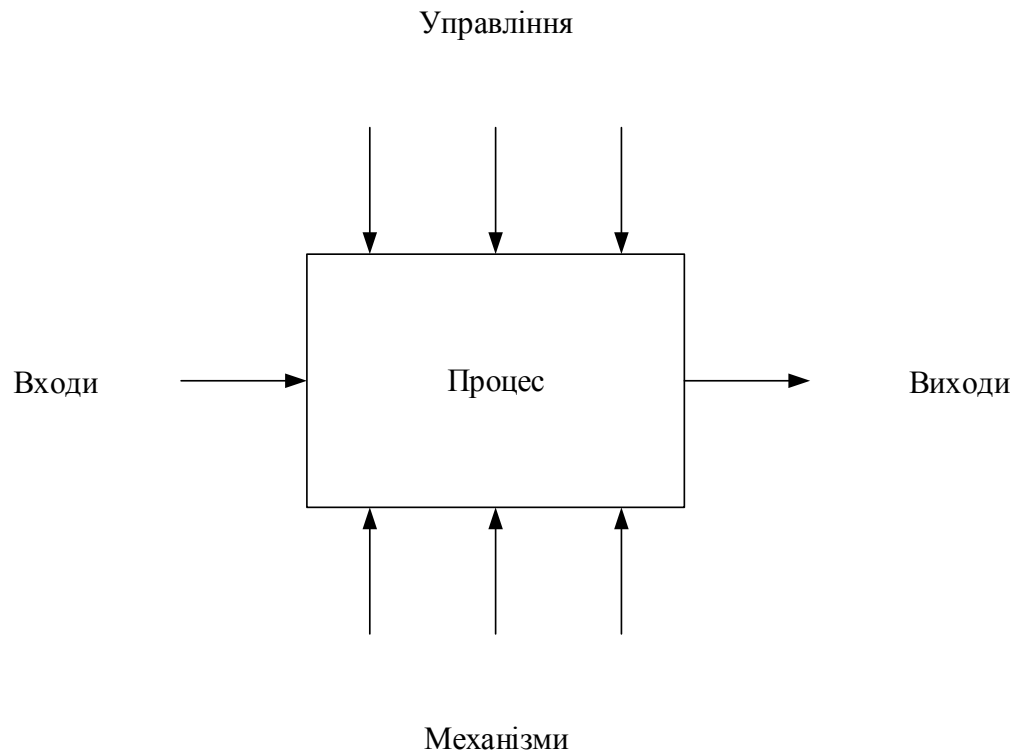 Управління
Входи
Процес
Виходи
Механізми